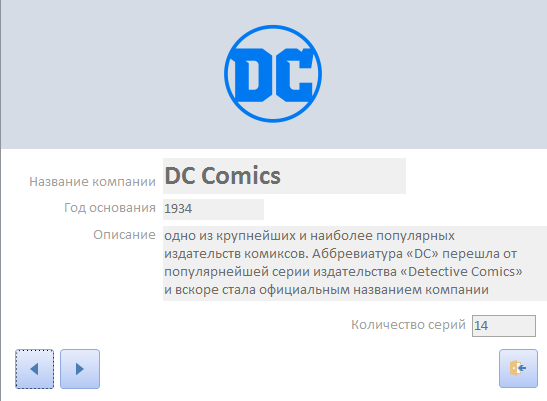 DC
Название компании DC Comics
Год основания 1934
Описание одно из крупнейших и наиболее популярных
издательств комиксов. Аббревиатура «DC» перешла от
популярнейшей серии издательства «Detective Comics»
и вскоре стала официальным названием компании
Количество серий 14